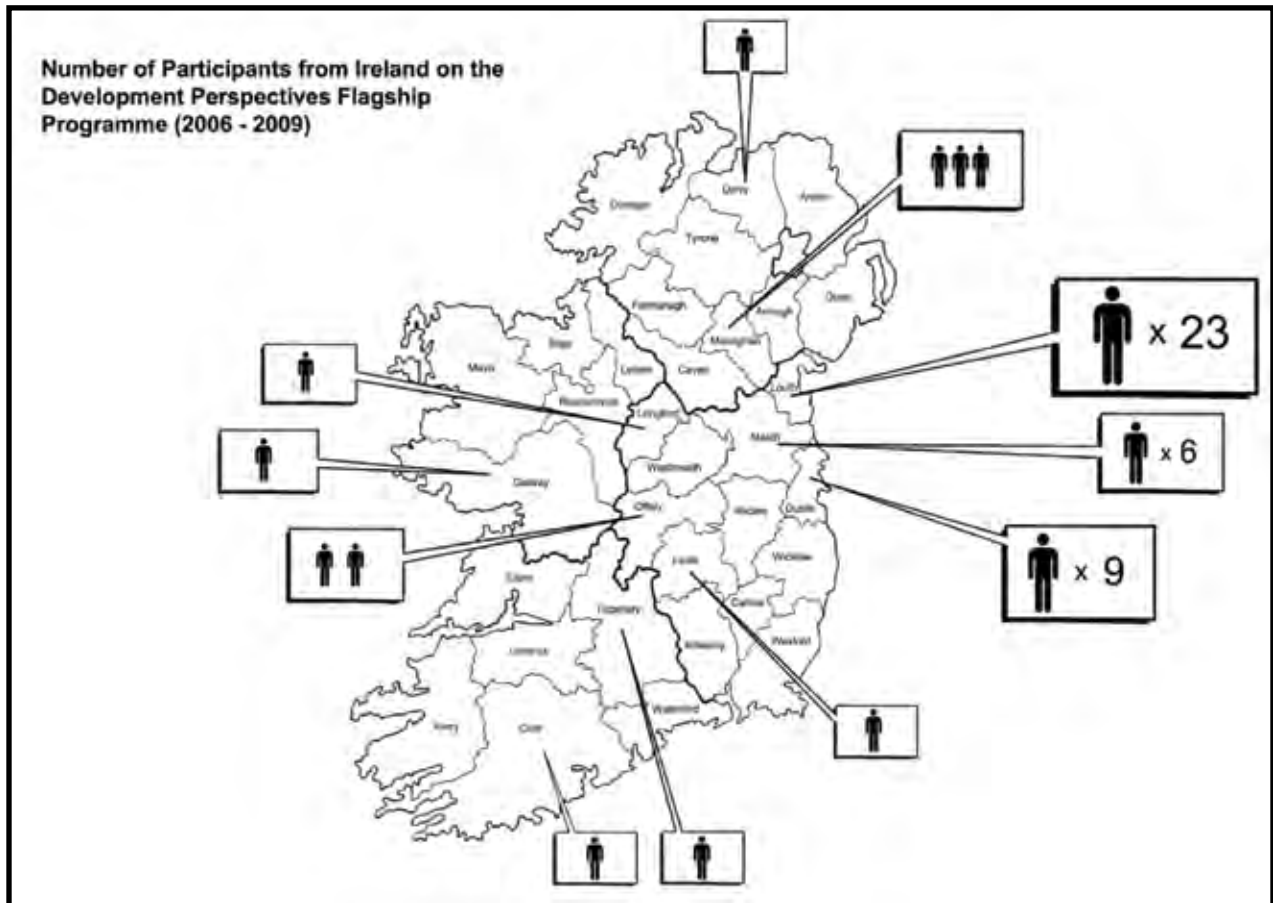 Number of Participants from Ireland on the
Development Perspectives Flagship
Programme (2006 - 2009)
Derry
Antrim
Donegal
Tyrone
Fermanagh
Armagh
Down
Monaghan
x 23
Sligo
Mayo
Leitrim
Cavan
Louth
Roscommon
Longford
Meath
x 6
Westmeath
Galway
Offaly
Kildare
Dublin
x 9
Laois
Wicklow
Clare
Tipperary
Carlow
Limerick
Kilkenny
Wexford
Waterford
Kerry
Cork